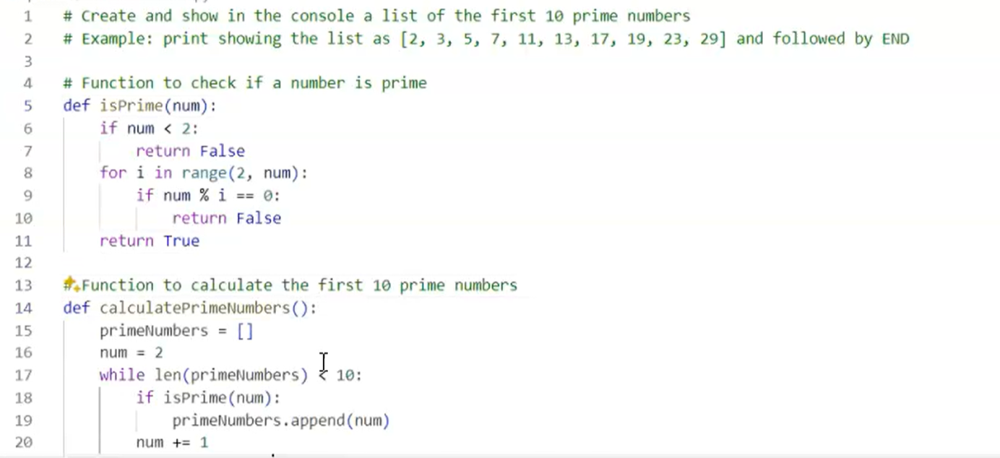 1 # Create and show in the console a list of the first 10 prime numbers
2 # Example: print showing the list as [2, 3, 5, 7, 11, 13, 17, 19, 23, 29] and followed by END
3
4 # Function to check if a number is prime
5 def isPrime(num):
6     if num < 2:
7         return False
8     for i in range(2, num):
9         if num % i == 0:
10             return False
11     return True
12
13 # Function to calculate the first 10 prime numbers
14 def calculatePrimeNumbers():
15     primeNumbers = []
16     num = 2
17     while len(primeNumbers) < 10:
18         if isPrime(num):
19             primeNumbers.append(num)
20         num += 1